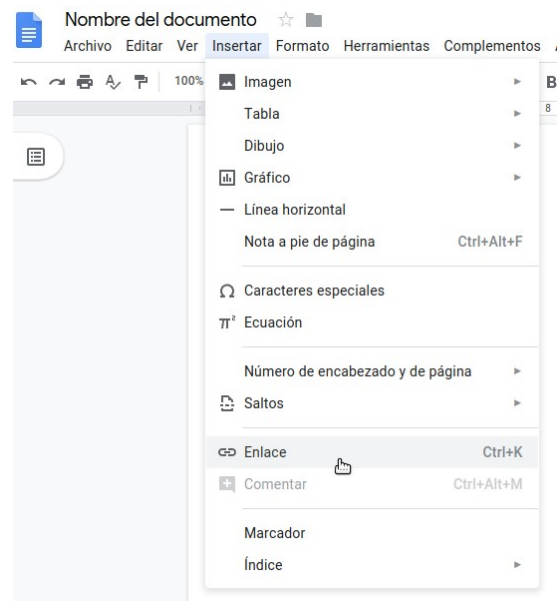 Nombre del documento
Archivo Editar Ver Insertar Formato Herramientas Complementos
100% B
8
Imagen
Tabla
Dibujo
Gráfico
Línea horizontal
Nota a pie de página Ctrl+Alt+F
Ω Caracteres especiales
π² Ecuación
Número de encabezado y de página
Saltos
Enlace Ctrl+K
Comentar Ctrl+Alt+M
Marcador
Índice